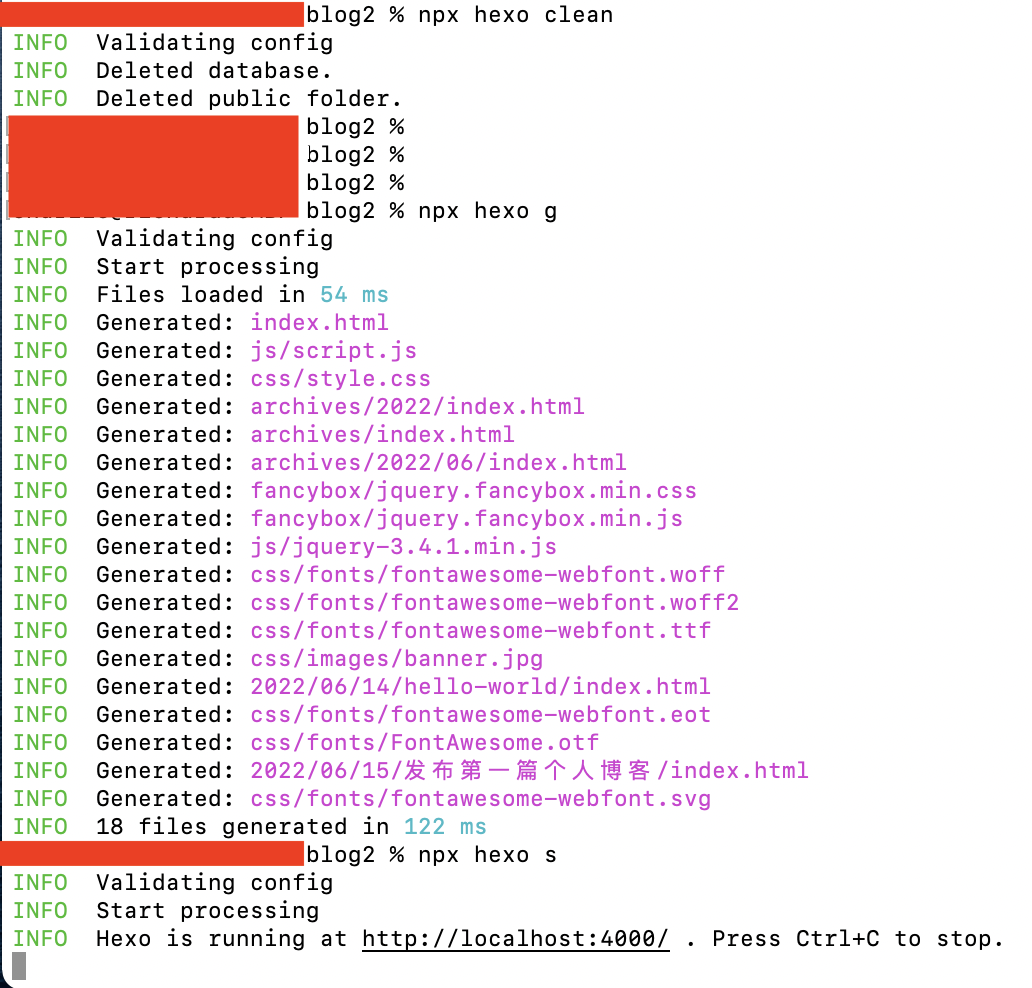 blog2 % npx hexo clean
INFO  Validating config
INFO  Deleted database.
INFO  Deleted public folder.
blog2 %
blog2 %
blog2 %
blog2 % npx hexo g
INFO  Validating config
INFO  Start processing
INFO  Files loaded in 54 ms
INFO  Generated: index.html
INFO  Generated: js/script.js
INFO  Generated: css/style.css
INFO  Generated: archives/2022/index.html
INFO  Generated: archives/index.html
INFO  Generated: archives/2022/06/index.html
INFO  Generated: fancybox/jquery.fancybox.min.css
INFO  Generated: fancybox/jquery.fancybox.min.js
INFO  Generated: js/jquery-3.4.1.min.js
INFO  Generated: css/fonts/fontawesome-webfont.woff
INFO  Generated: css/fonts/fontawesome-webfont.woff2
INFO  Generated: css/fonts/fontawesome-webfont.ttf
INFO  Generated: css/images/banner.jpg
INFO  Generated: 2022/06/14/hello-world/index.html
INFO  Generated: css/fonts/fontawesome-webfont.eot
INFO  Generated: css/fonts/FontAwesome.otf
INFO  Generated: 2022/06/15/发布第一篇个人博客/index.html
INFO  Generated: css/fonts/fontawesome-webfont.svg
INFO  18 files generated in 122 ms
blog2 % npx hexo s
INFO  Validating config
INFO  Start processing
INFO  Hexo is running at http://localhost:4000/ . Press Ctrl+C to stop.